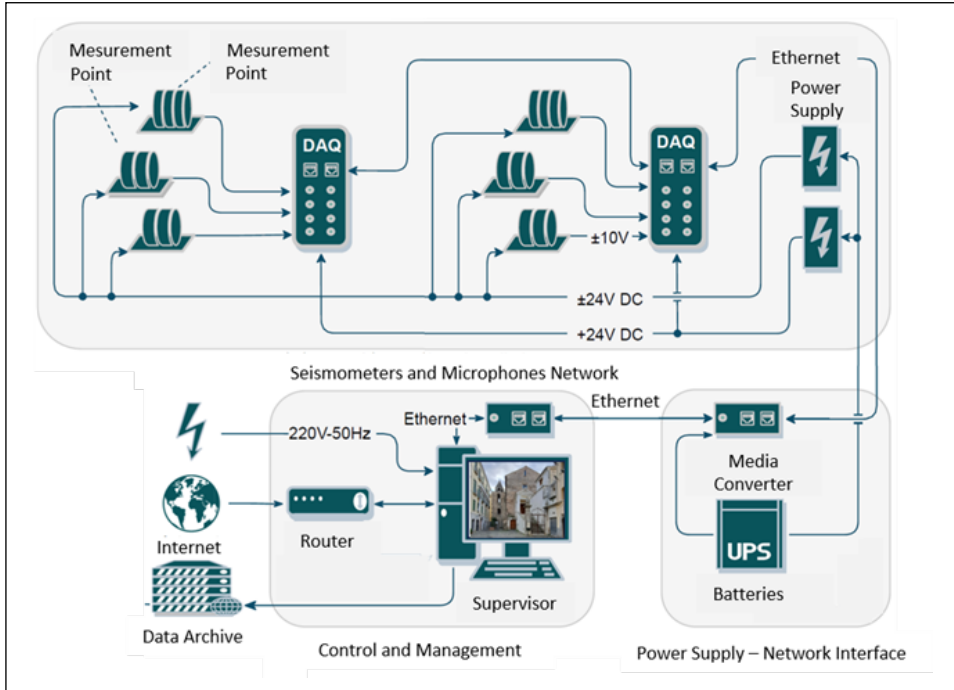 Mesurement
Point
Mesurement
Point
Ethernet
Power
Supply
DAQ
DAQ
±10V
±24V DC
+24V DC
Seismometers and Microphones Network
Ethernet
Ethernet
220V-50Hz
Media
Converter
Router
Internet
UPS
Batteries
Supervisor
Data Archive
Control and Management
Power Supply – Network Interface